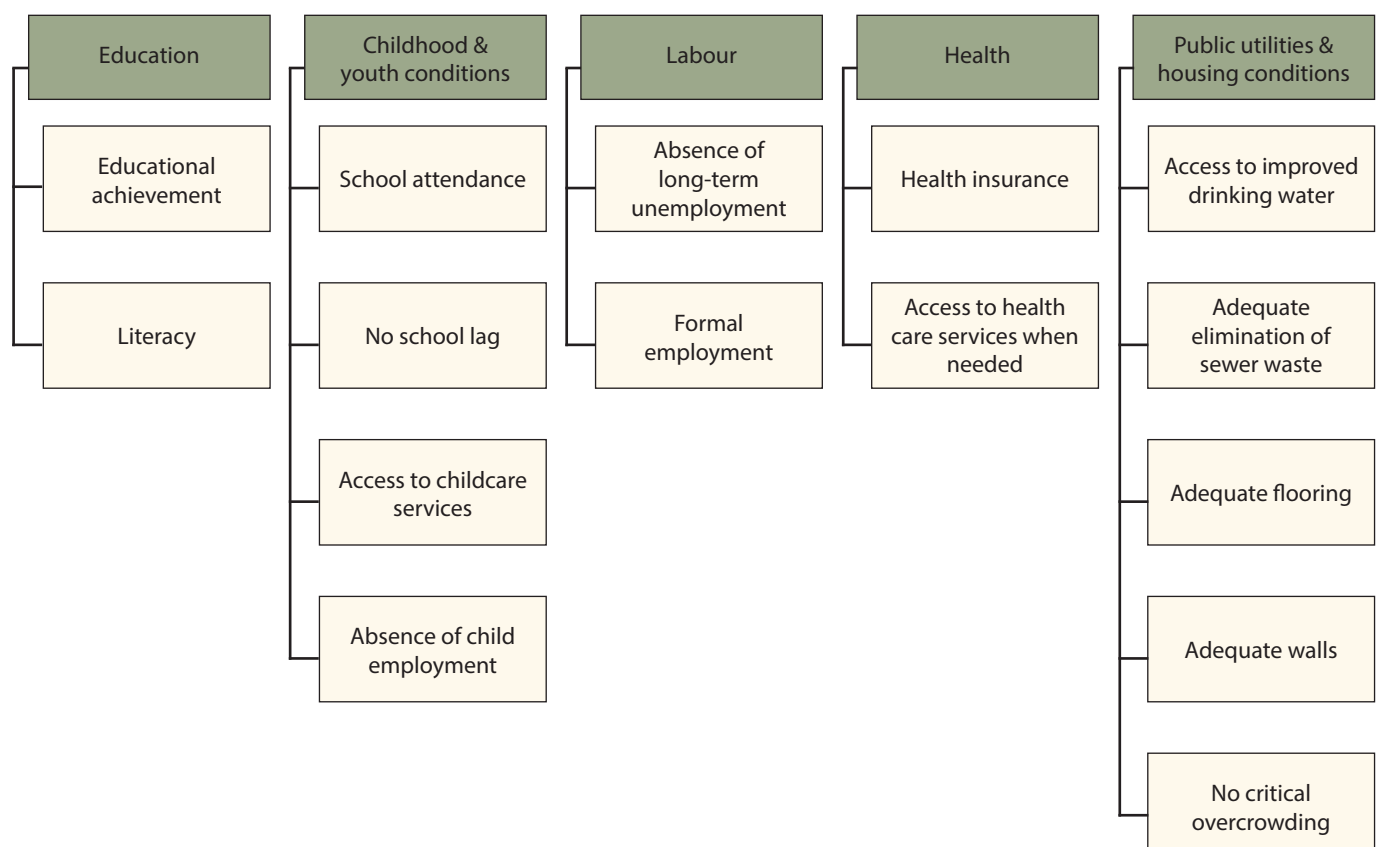 Education
Educational
achievement
Literacy
Childhood &
youth conditions
School attendance
No school lag
Access to childcare
services
Absence of child
employment
Labour
Absence of
long-term
unemployment
Formal
employment
Health
Health insurance
Access to health
care services when
needed
Public utilities &
housing conditions
Access to improved
drinking water
Adequate
elimination of
sewer waste
Adequate flooring
Adequate walls
No critical
overcrowding